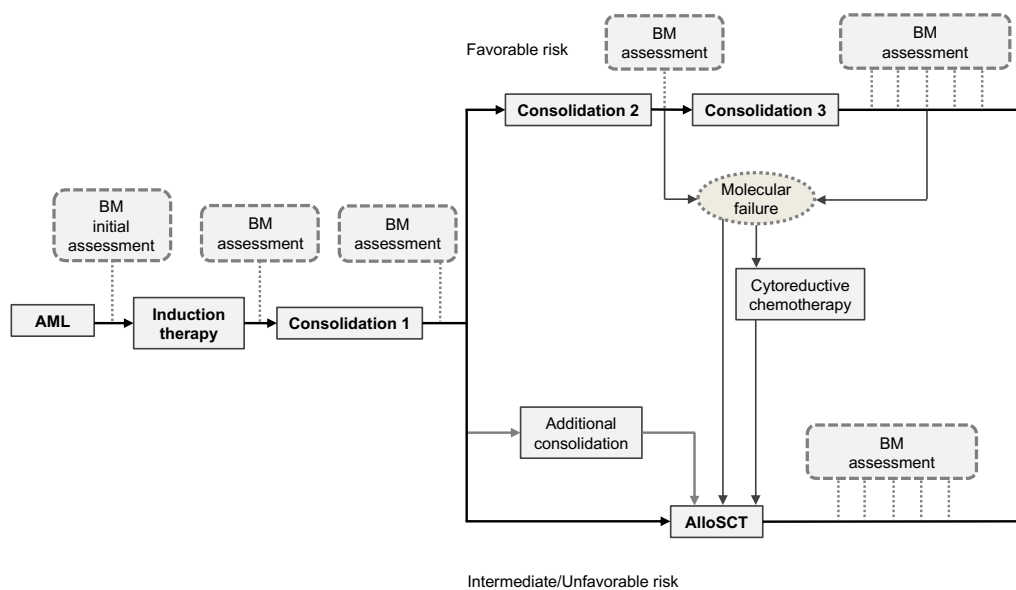 Favorable risk
BM
assessment
BM
assessment
Consolidation 2
Consolidation 3
Molecular
failure
BM
initial
assessment
BM
assessment
BM
assessment
Cytoreductive
chemotherapy
AML
Induction
therapy
Consolidation 1
Additional
consolidation
BM
assessment
AlloSCT
Intermediate/Unfavorable risk